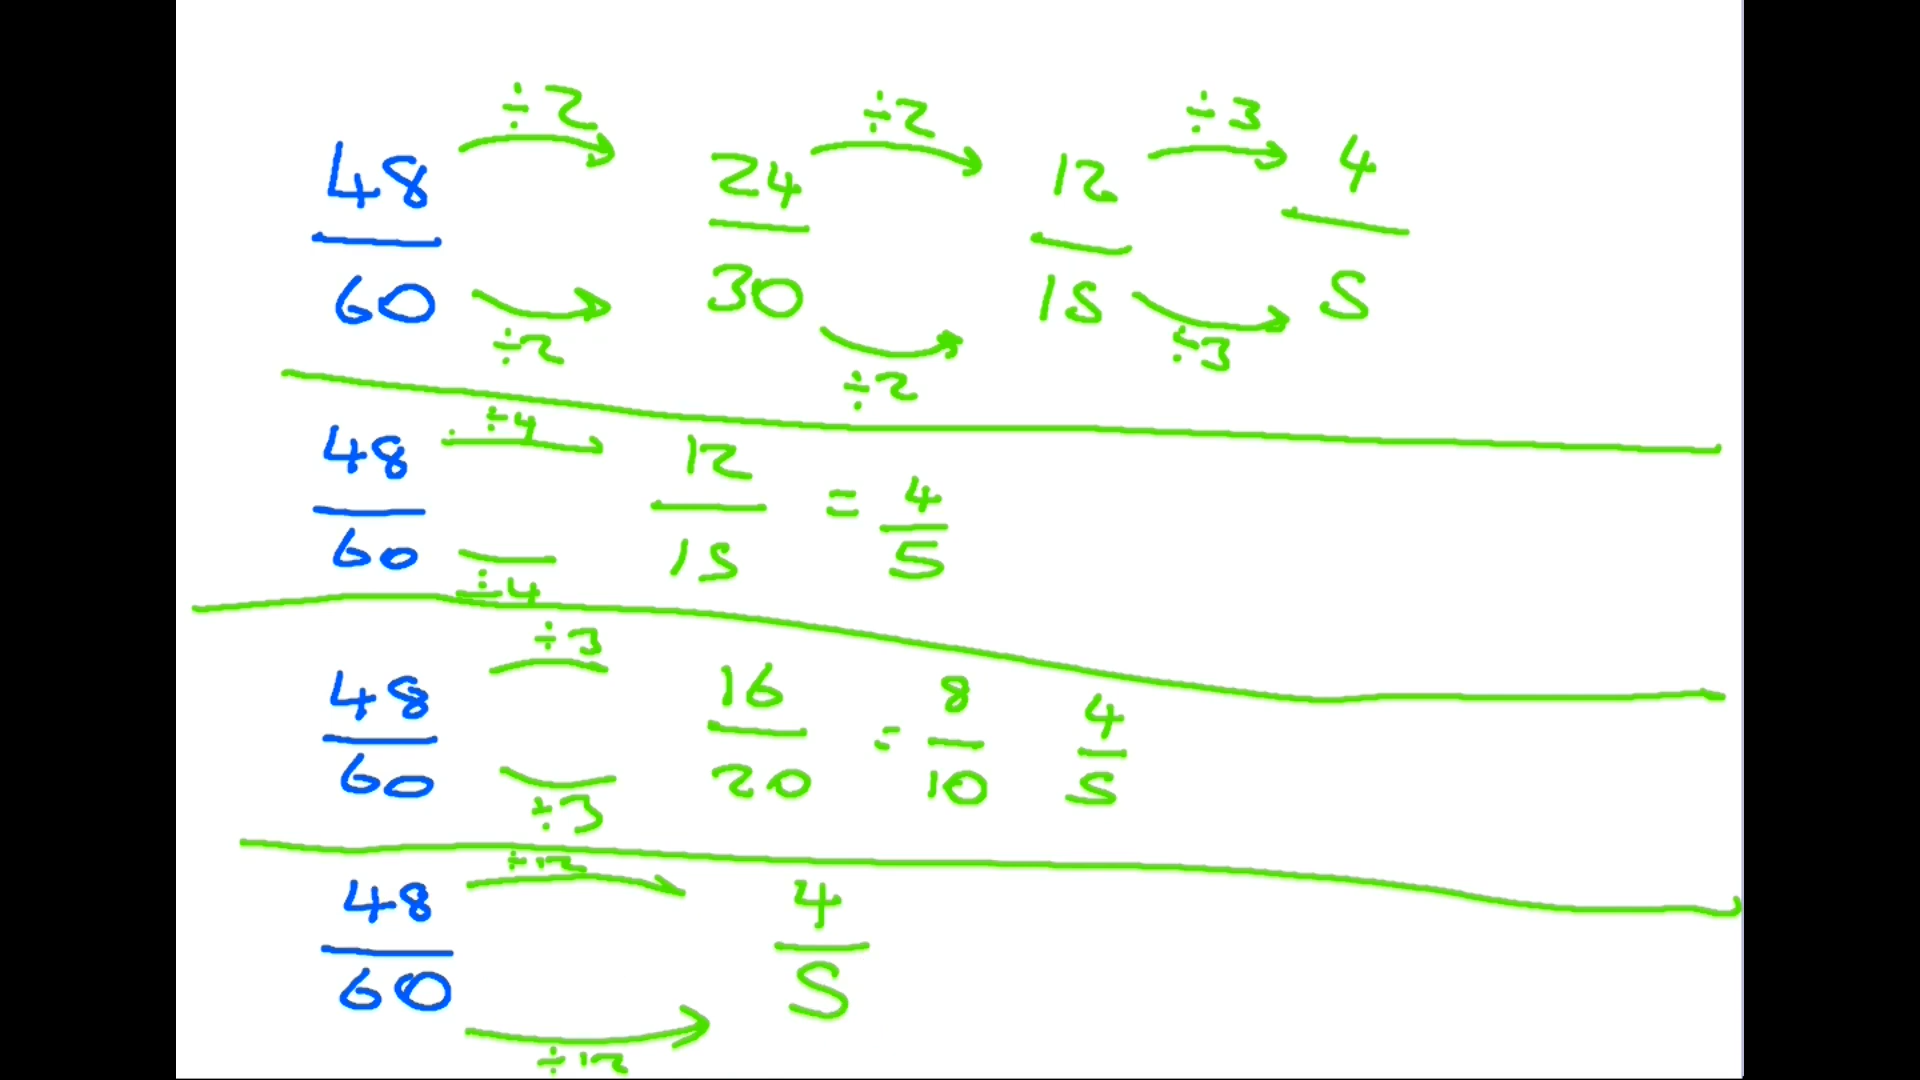 ÷2 ÷2 ÷3
48 24 12 4
60 30 15 5
÷2 ÷2 ÷3
÷4
48 12 = 4
60 15 5
÷4
÷3
48 16 = 8 4
60 20 10 5
÷3
÷12
48 4
60 5
÷12